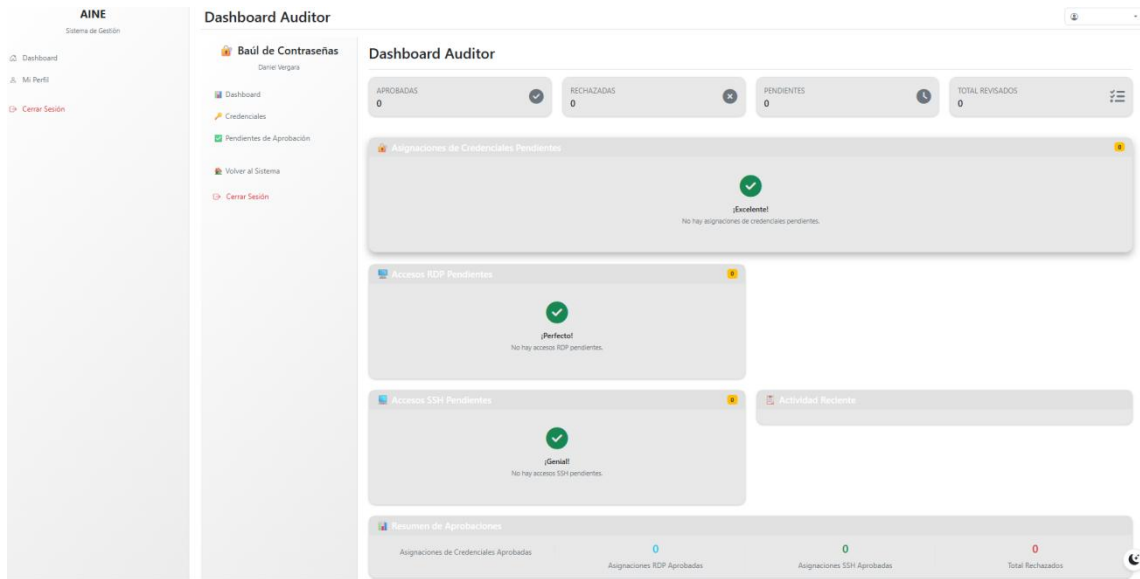 AINE
Sistema de Gestión
Dashboard
Mi Perfil
Cerrar Sesión
Dashboard Auditor
Baúl de Contraseñas
Daniel Vergara
Dashboard
Credenciales
Pendientes de Aprobación
Volver al Sistema
Cerrar Sesión
Dashboard Auditor
APROBADAS
0
RECHAZADAS
0
PENDIENTES
0
TOTAL REVISADOS
0
Asignaciones de Credenciales Pendientes
0
¡Excelente!
No hay asignaciones de credenciales pendientes.
Accesos RDP Pendientes
0
¡Perfecto!
No hay accesos RDP pendientes.
Accesos SSH Pendientes
0
¡Genial!
No hay accesos SSH pendientes.
Actividad Reciente
Resumen de Aprobaciones
Asignaciones de Credenciales Aprobadas
0
Asignaciones RDP Aprobadas
0
Asignaciones SSH Aprobadas
0
Total Rechazados